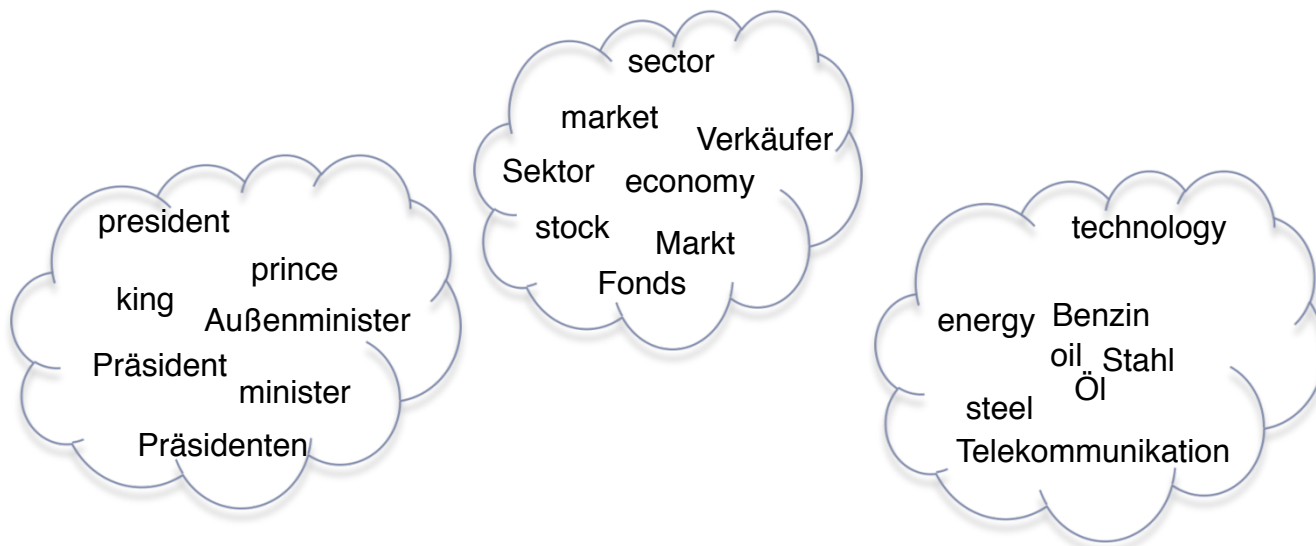 president
prince
king
Außenminister
Präsident
minister
Präsidenten
sector
market
Verkäufer
Sektor
economy
stock
Markt
Fonds
technology
energy
Benzin
oil
Stahl
Öl
steel
Telekommunikation